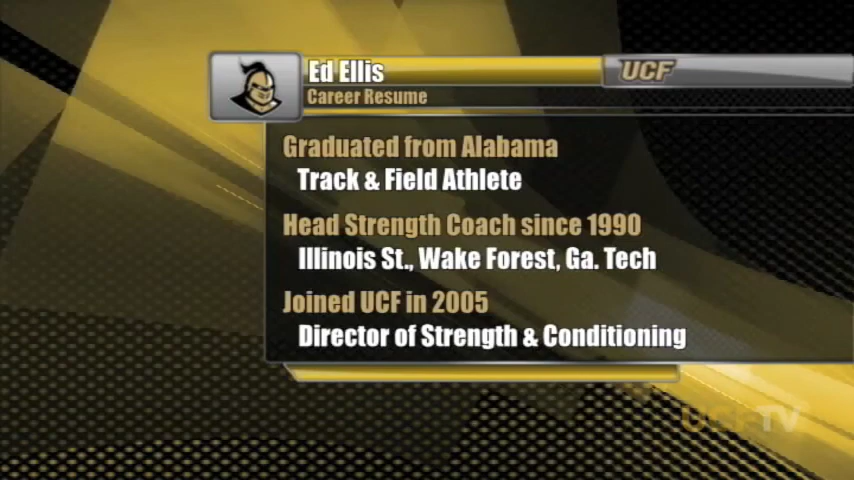 Ed Ellis
UCF
Career Resume
Graduated from Alabama
Track & Field Athlete
Head Strength Coach since 1990
Illinois St., Wake Forest, Ga. Tech
Joined UCF in 2005
Director of Strength & Conditioning
UCFTV